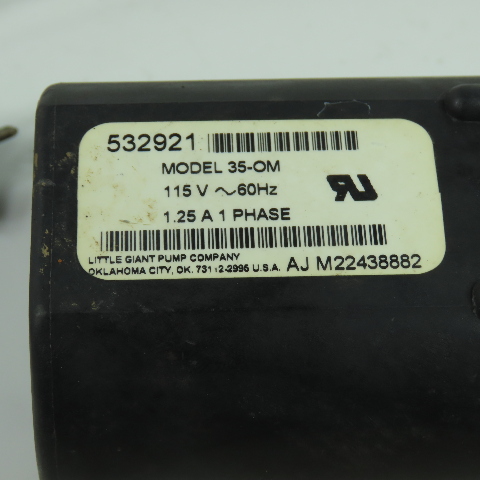 532921
MODEL 35-OM
115 V ~60Hz
1.25 A 1 PHASE
LITTLE GIANT PUMP COMPANY
OKLAHOMA CITY, OK. 73112-2995 U.S.A. AJ M22438882